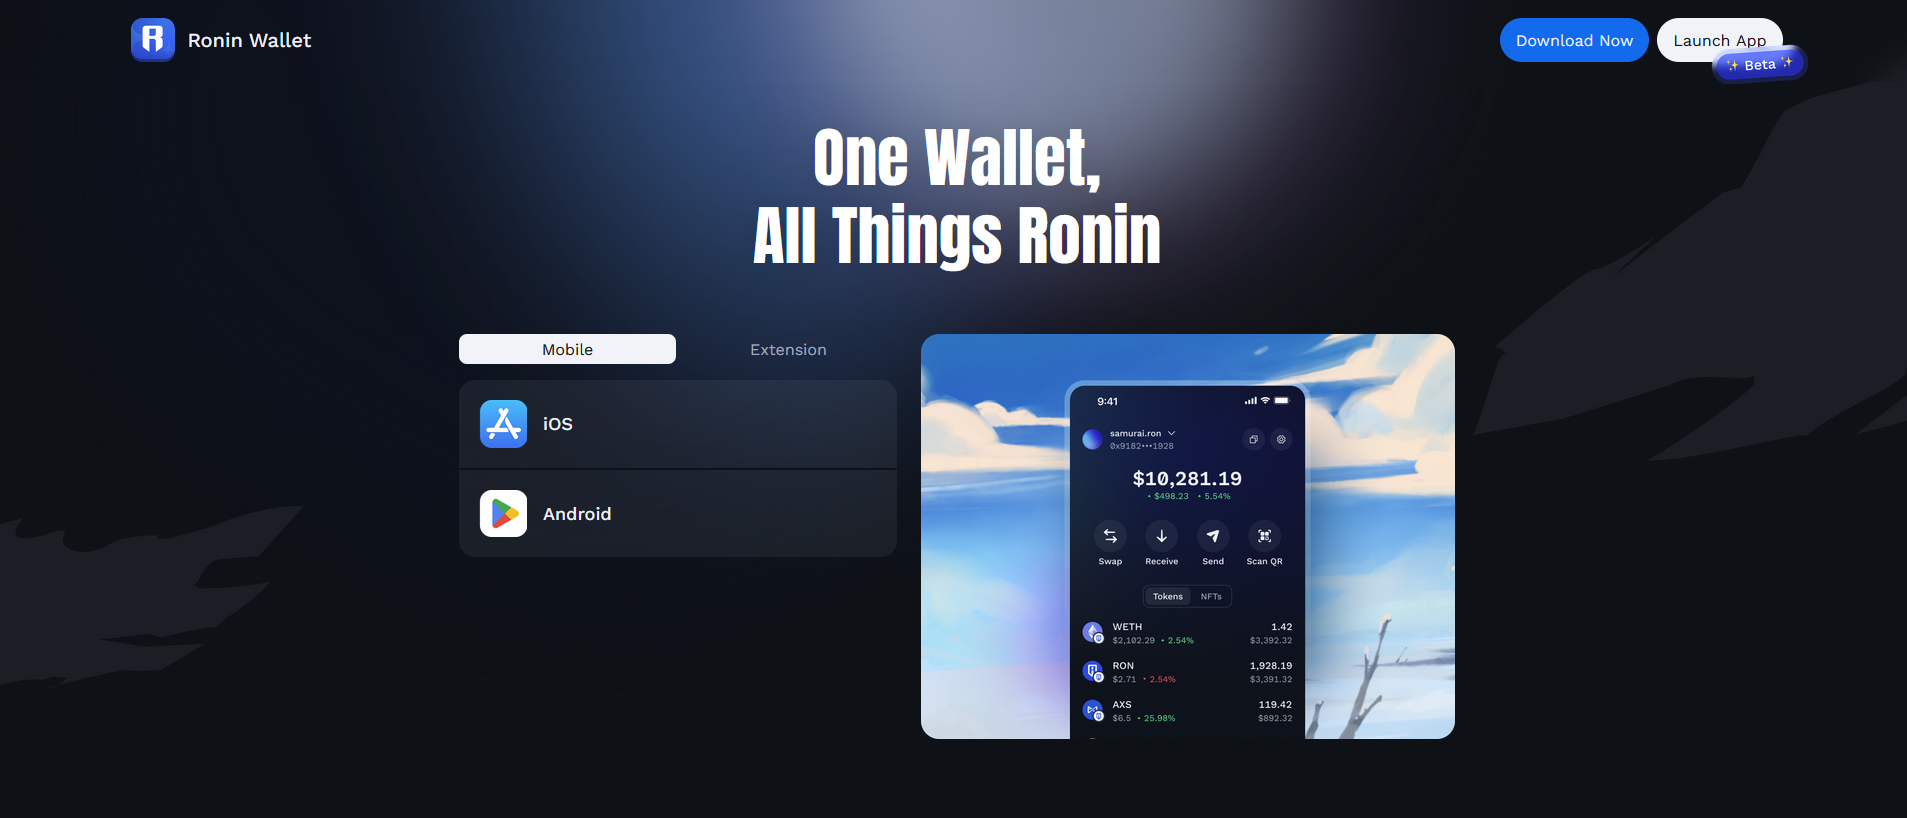 Ronin Wallet
Download Now
Launch App
✨ Beta ✨
One Wallet,
All Things Ronin
Mobile
Extension
iOS
Android
9:41
samurai.ron
0x9182•••1928
$10,281.19
• $498.23 • 5.54%
Swap
Receive
Send
Scan QR
Tokens
NFTs
WETH
1.42
$2,102.29 • 2.54%
$3,392.32
RON
1,928.19
$2.71 • 2.54%
$3,391.32
AXS
119.42
$6.5 • 25.98%
$892.32